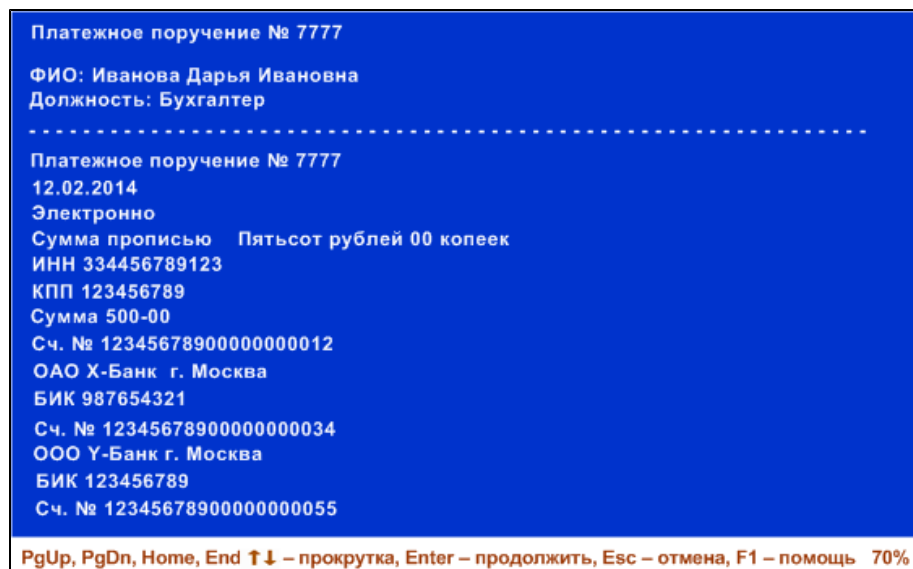 Платежное поручение № 7777
ФИО: Иванова Дарья Ивановна
Должность: Бухгалтер
- - - - - - - - - - - - - - - - - - - - - - - - - - - - - - - - - - - - - - - - - - - - - - - - - - - - - - - - - - - - - - -
Платежное поручение № 7777
12.02.2014
Электронно
Сумма прописью    Пятьсот рублей 00 копеек
ИНН 334456789123
КПП 123456789
Сумма 500-00
Сч. № 12345678900000000012
ОАО Х-Банк  г. Москва
БИК 987654321
Сч. № 12345678900000000034
ООО Y-Банк г. Москва
БИК 123456789
Сч. № 12345678900000000055
PgUp, PgDn, Home, End ↑↓ – прокрутка, Enter – продолжить, Esc – отмена, F1 – помощь   70%